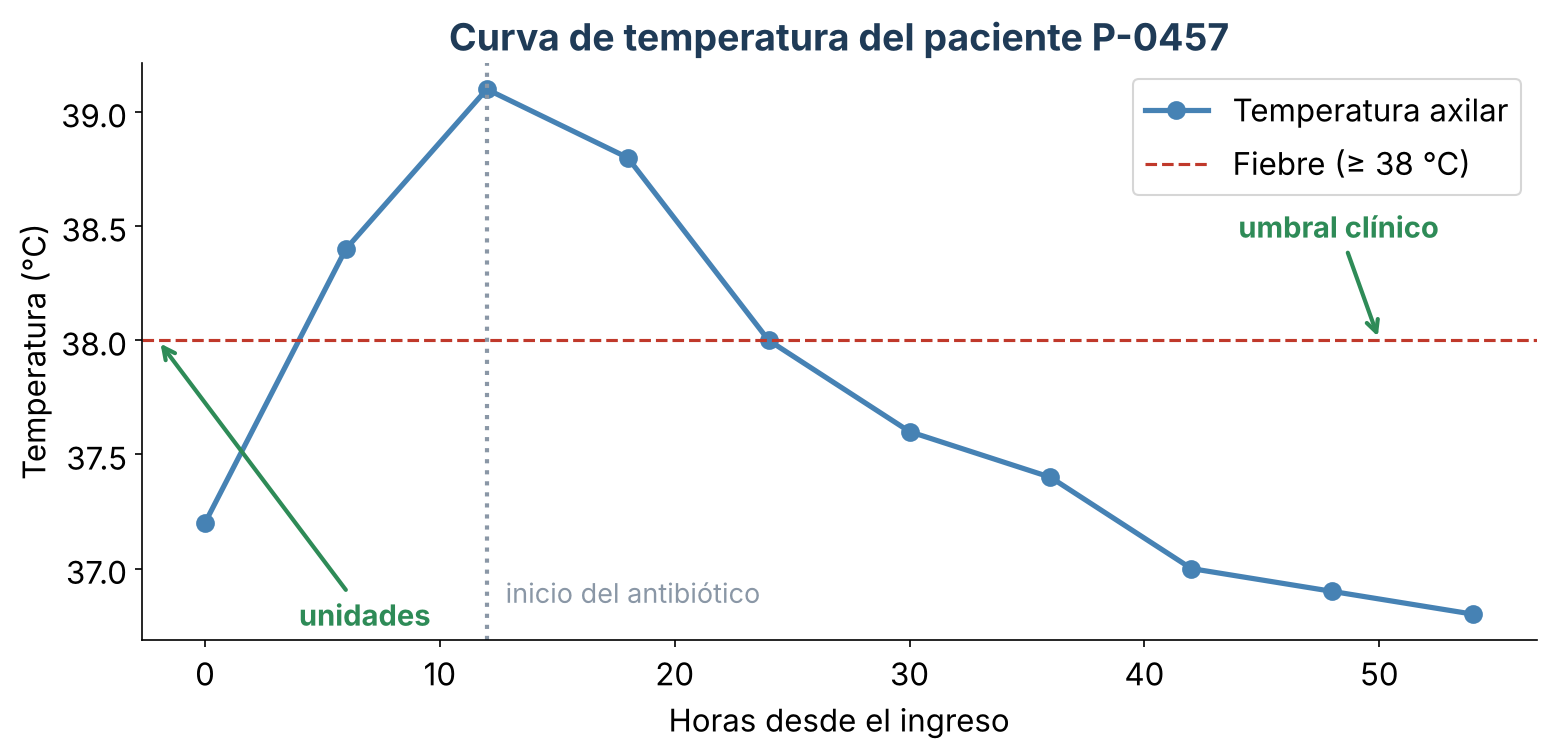 Curva de temperatura del paciente P-0457
Temperatura axilar
Fiebre (≥ 38 °C)
umbral clínico
39.0
38.5
38.0
37.5
37.0
Temperatura (°C)
unidades
inicio del antibiótico
0 10 20 30 40 50
Horas desde el ingreso